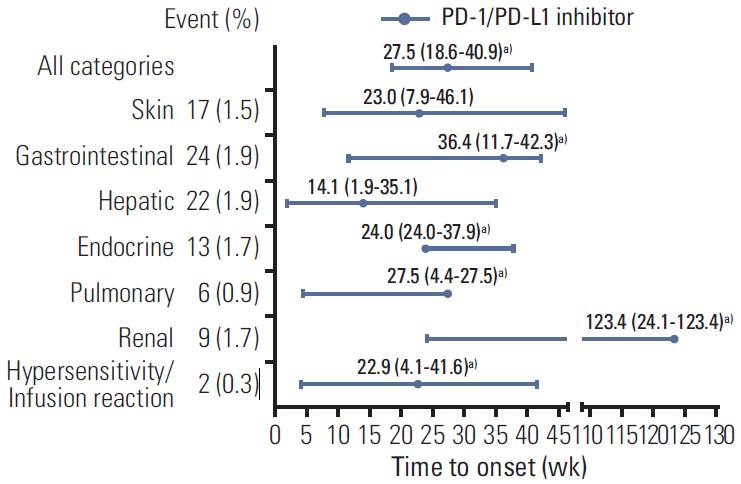 Event (%)
PD-1/PD-L1 inhibitor
All categories
27.5 (18.6-40.9)a)
Skin 17 (1.5)
23.0 (7.9-46.1)
Gastrointestinal 24 (1.9)
36.4 (11.7-42.3)a)
Hepatic 22 (1.9)
14.1 (1.9-35.1)
Endocrine 13 (1.7)
24.0 (24.0-37.9)a)
Pulmonary 6 (0.9)
27.5 (4.4-27.5)a)
Renal 9 (1.7)
123.4 (24.1-123.4)a)
Hypersensitivity/
Infusion reaction 2 (0.3)
22.9 (4.1-41.6)a)
0 5 10 15 20 25 30 35 40 45 110 115 120 125 130
Time to onset (wk)